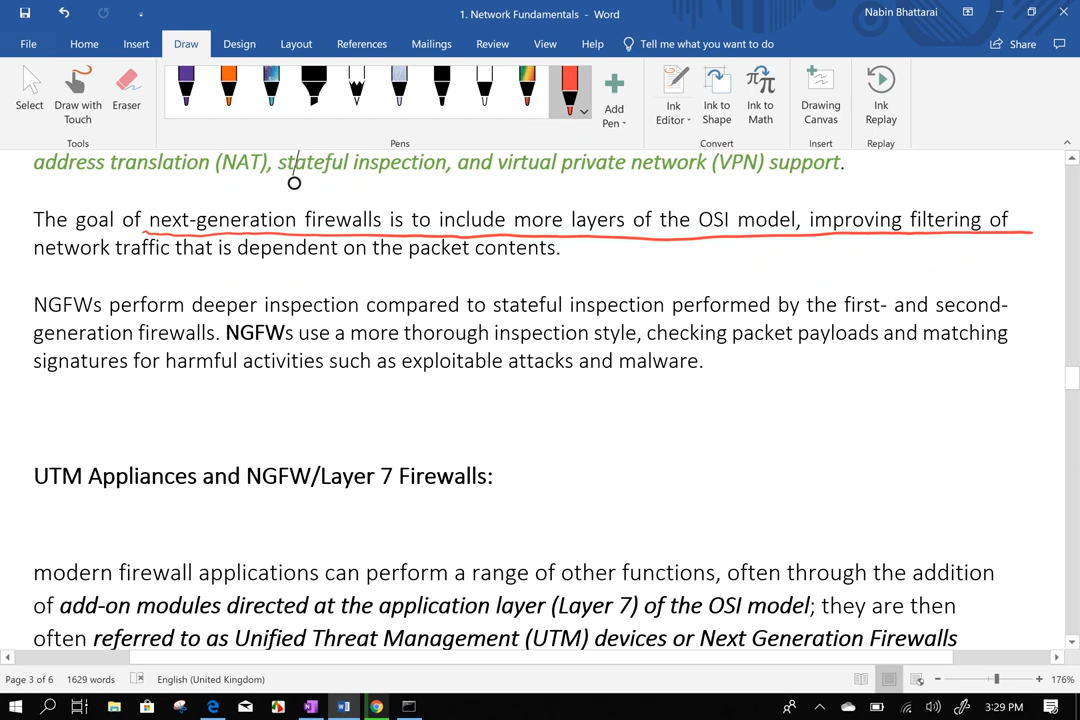 1. Network Fundamentals - Word
Nabin Bhattarai
File Home Insert Draw Design Layout References Mailings Review View Help Tell me what you want to do Share
Select
Draw with Touch
Eraser
Add Pen
Ink Editor
Ink to Shape
Ink to Math
Drawing Canvas
Ink Replay
Tools Pens Convert Insert Replay
address translation (NAT), stateful inspection, and virtual private network (VPN) support.
The goal of next-generation firewalls is to include more layers of the OSI model, improving filtering of
network traffic that is dependent on the packet contents.
NGFWs perform deeper inspection compared to stateful inspection performed by the first- and second-
generation firewalls. NGFWs use a more thorough inspection style, checking packet payloads and matching
signatures for harmful activities such as exploitable attacks and malware.
UTM Appliances and NGFW/Layer 7 Firewalls:
modern firewall applications can perform a range of other functions, often through the addition
of add-on modules directed at the application layer (Layer 7) of the OSI model; they are then
often referred to as Unified Threat Management (UTM) devices or Next Generation Firewalls
Page 3 of 6 1629 words English (United Kingdom) 176%
3:29 PM